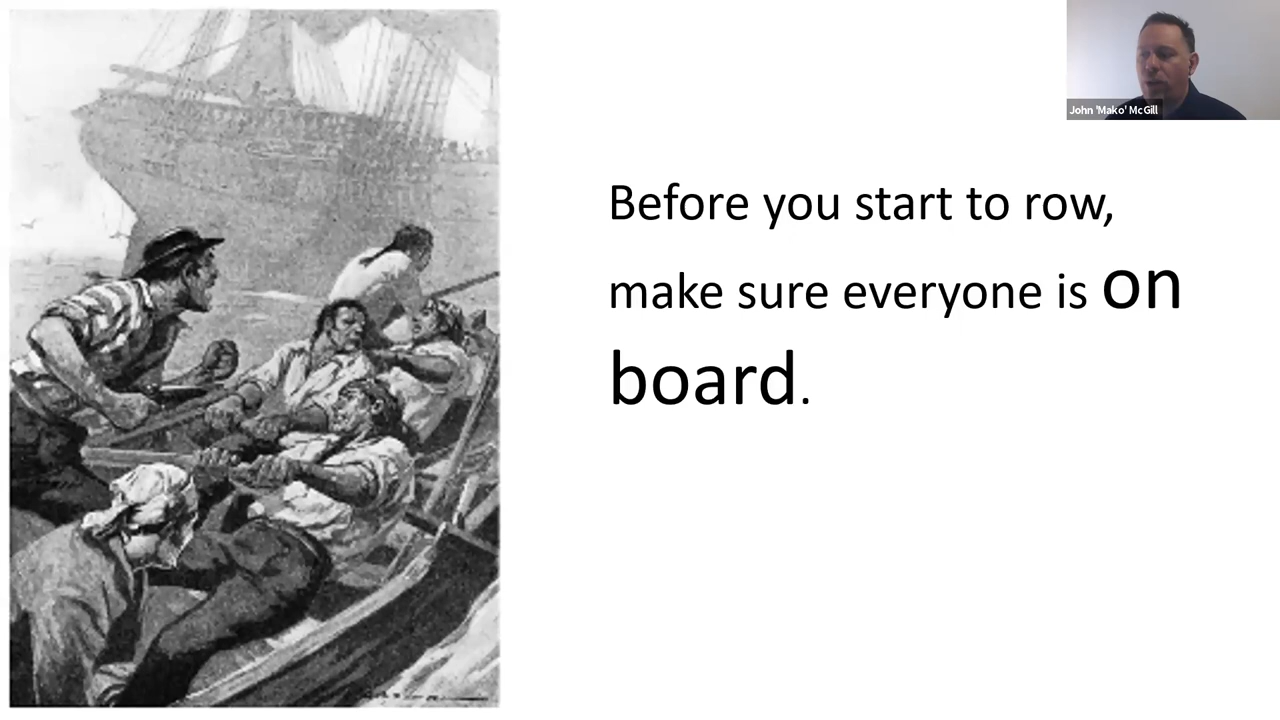 John 'Mako' McGill
Before you start to row,
make sure everyone is on
board.